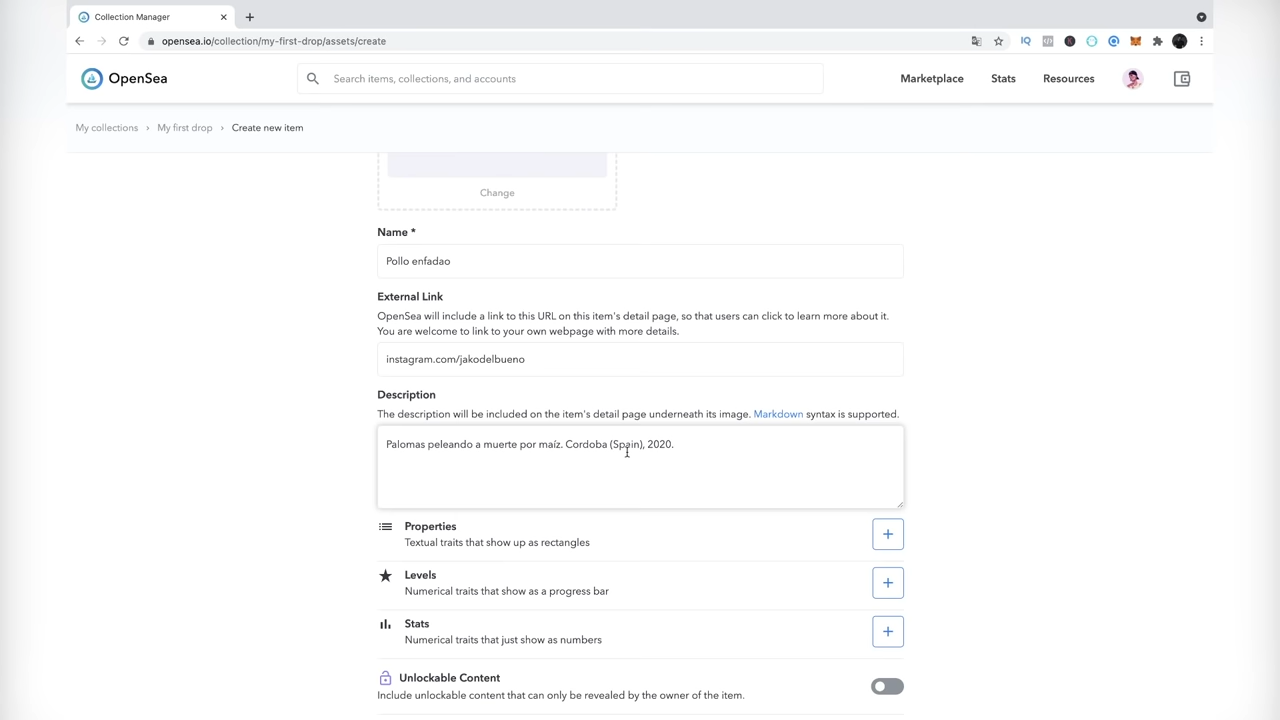 Collection Manager
opensea.io/collection/my-first-drop/assets/create
OpenSea
Search items, collections, and accounts
Marketplace
Stats
Resources
My collections > My first drop > Create new item
Change
Name *
Pollo enfadao
External Link
OpenSea will include a link to this URL on this item's detail page, so that users can click to learn more about it.
You are welcome to link to your own webpage with more details.
instagram.com/jakodelbueno
Description
The description will be included on the item's detail page underneath its image. Markdown syntax is supported.
Palomas peleando a muerte por maíz. Cordoba (Spain), 2020.
Properties
Textual traits that show up as rectangles
Levels
Numerical traits that show as a progress bar
Stats
Numerical traits that just show as numbers
Unlockable Content
Include unlockable content that can only be revealed by the owner of the item.